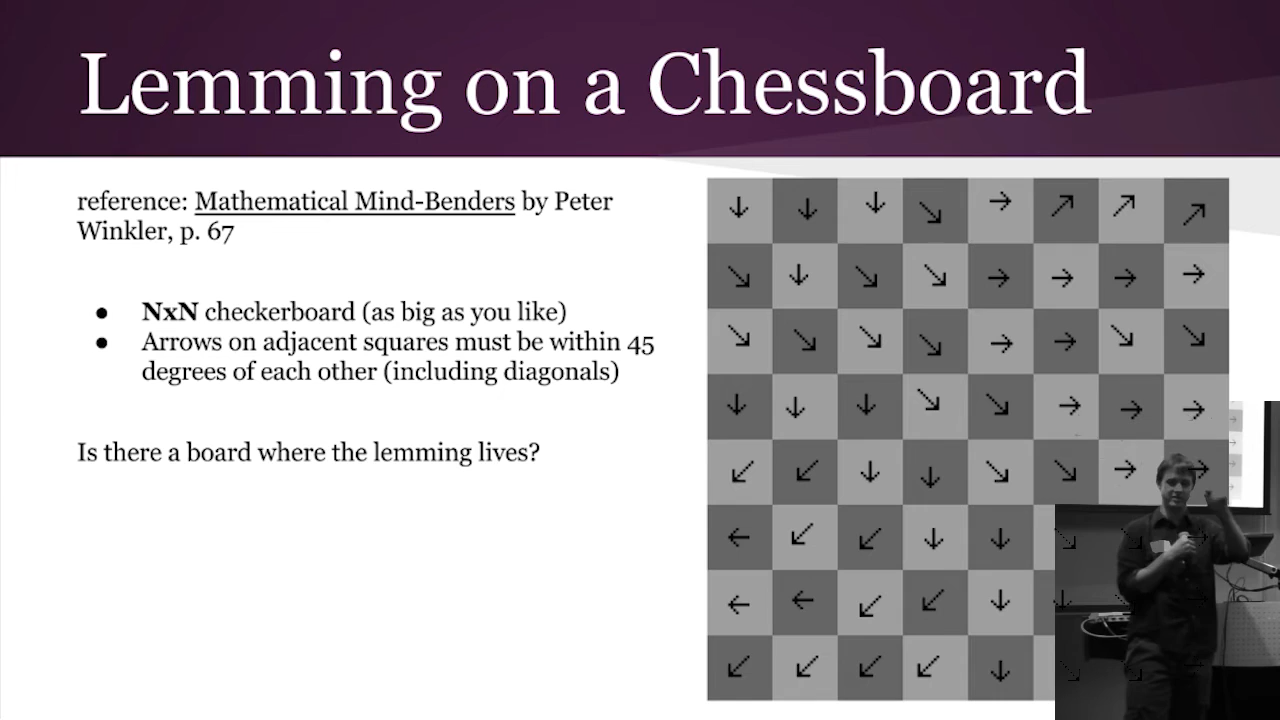 Lemming on a Chessboard
reference: Mathematical Mind-Benders by Peter
Winkler, p. 67
● NxN checkerboard (as big as you like)
● Arrows on adjacent squares must be within 45
degrees of each other (including diagonals)
Is there a board where the lemming lives?